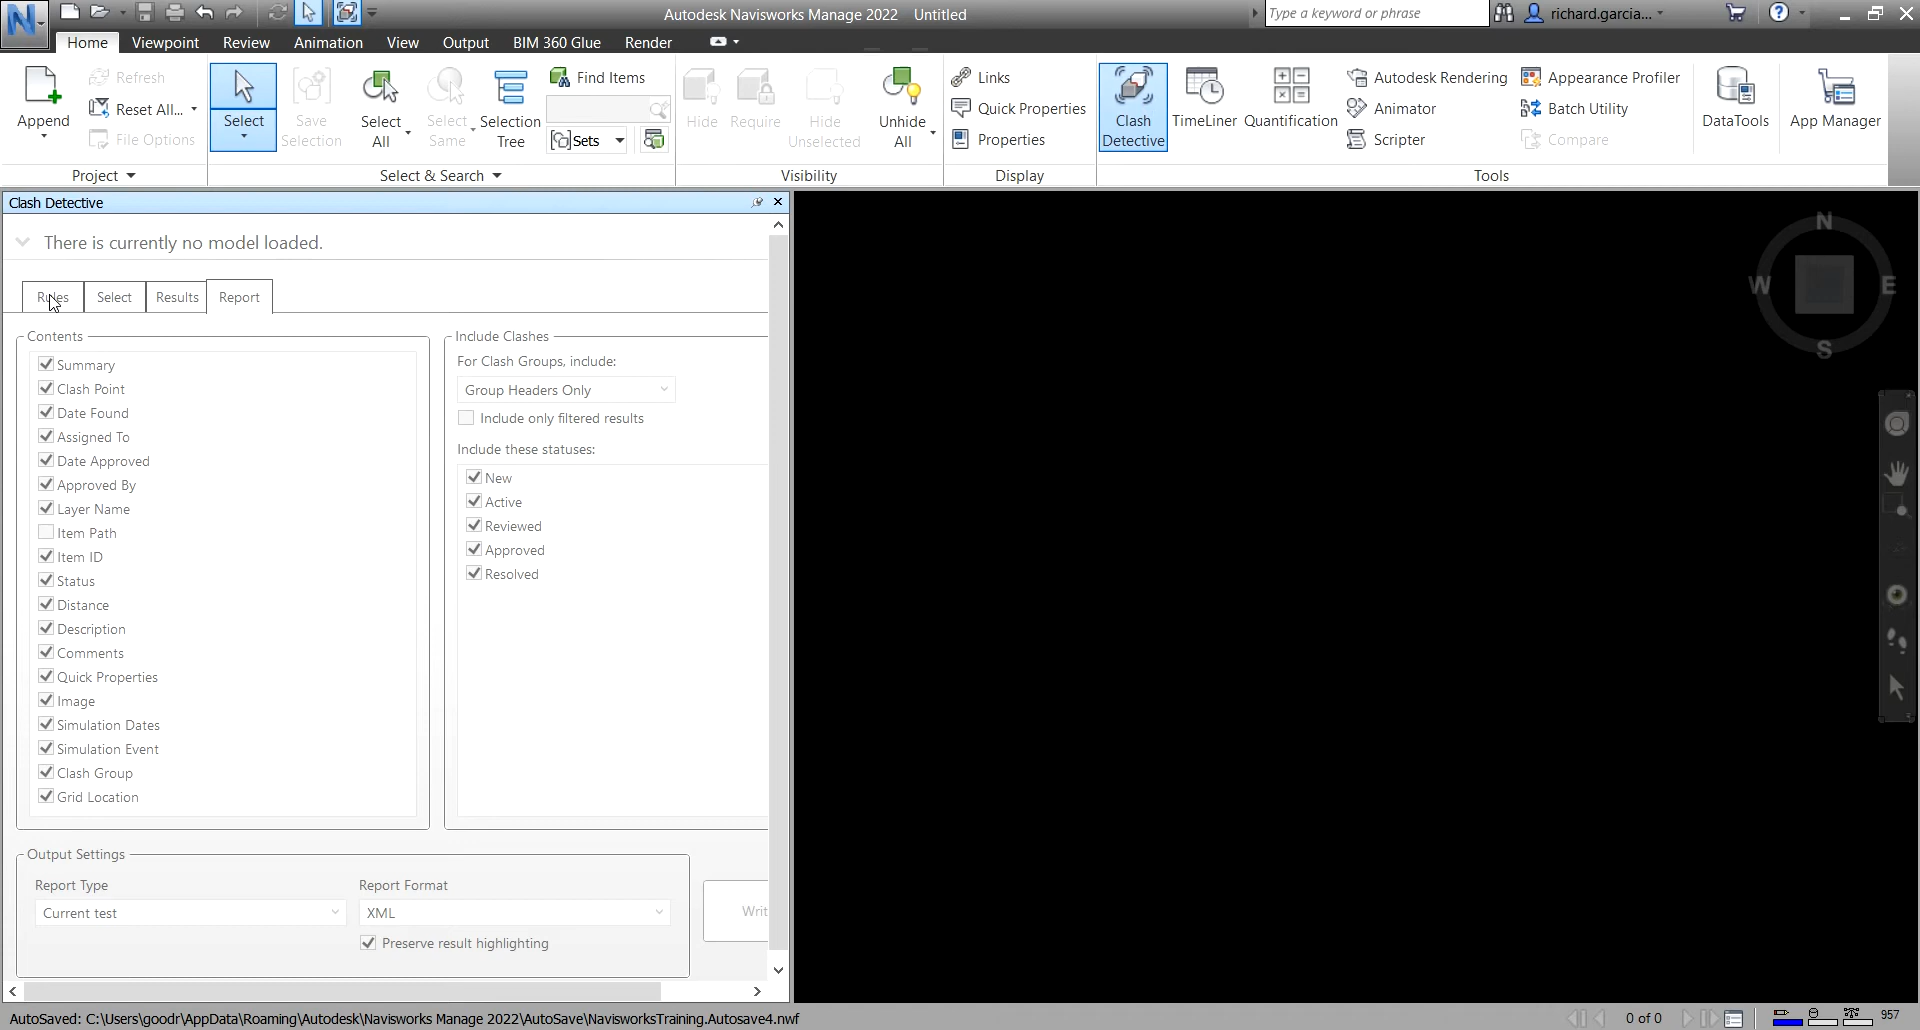 Autodesk Navisworks Manage 2022 Untitled
Type a keyword or phrase
richard.garcia...
Home Viewpoint Review Animation View Output BIM 360 Glue Render
Append
Refresh
Reset All...
File Options
Project
Select
Save Selection
Select All
Select Same
Selection Tree
Find Items
Sets
Select & Search
Hide
Require
Hide Unselected
Unhide All
Visibility
Links
Quick Properties
Properties
Display
Clash Detective
TimeLiner
Quantification
Autodesk Rendering
Animator
Scripter
Appearance Profiler
Batch Utility
Compare
DataTools
App Manager
Tools
Clash Detective
There is currently no model loaded.
Rules Select Results Report
Contents
Summary
Clash Point
Date Found
Assigned To
Date Approved
Approved By
Layer Name
Item Path
Item ID
Status
Distance
Description
Comments
Quick Properties
Image
Simulation Dates
Simulation Event
Clash Group
Grid Location
Include Clashes
For Clash Groups, include:
Group Headers Only
Include only filtered results
Include these statuses:
New
Active
Reviewed
Approved
Resolved
Output Settings
Report Type
Current test
Report Format
XML
Preserve result highlighting
Writ
N
W E
S
AutoSaved: C:\Users\goodr\AppData\Roaming\Autodesk\Navisworks Manage 2022\AutoSave\NavisworksTraining.Autosave4.nwf
0 of 0
957